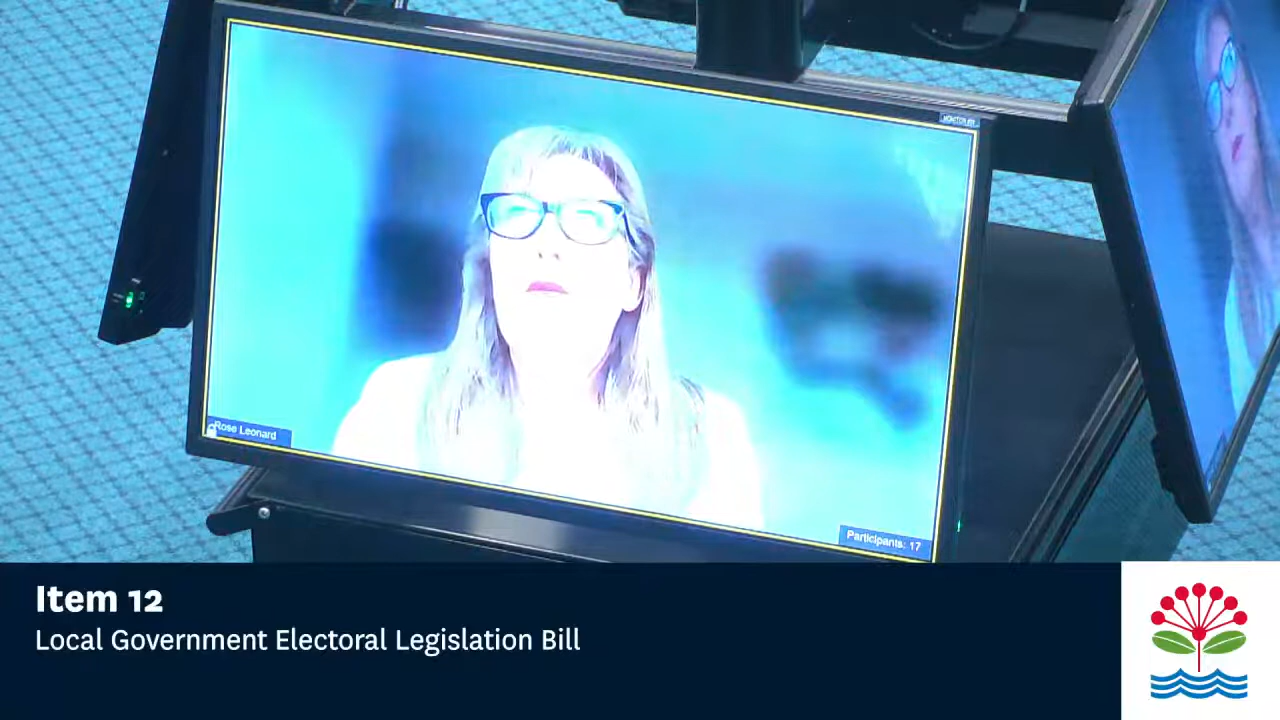 Rose Leonard
Participants: 17
Item 12
Local Government Electoral Legislation Bill